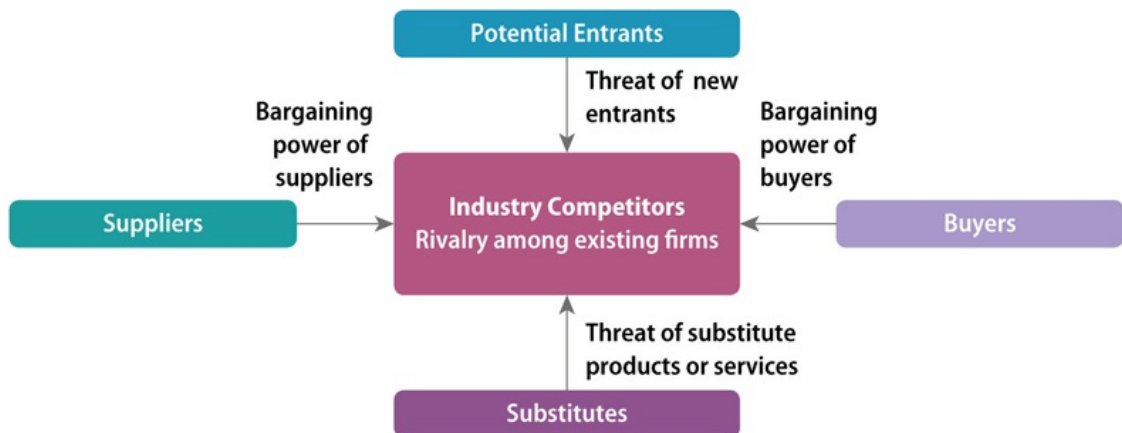 Potential Entrants
Threat of new
entrants
Bargaining
power of
suppliers
Bargaining
power of
buyers
Suppliers
Industry Competitors
Rivalry among existing firms
Buyers
Threat of substitute
products or services
Substitutes